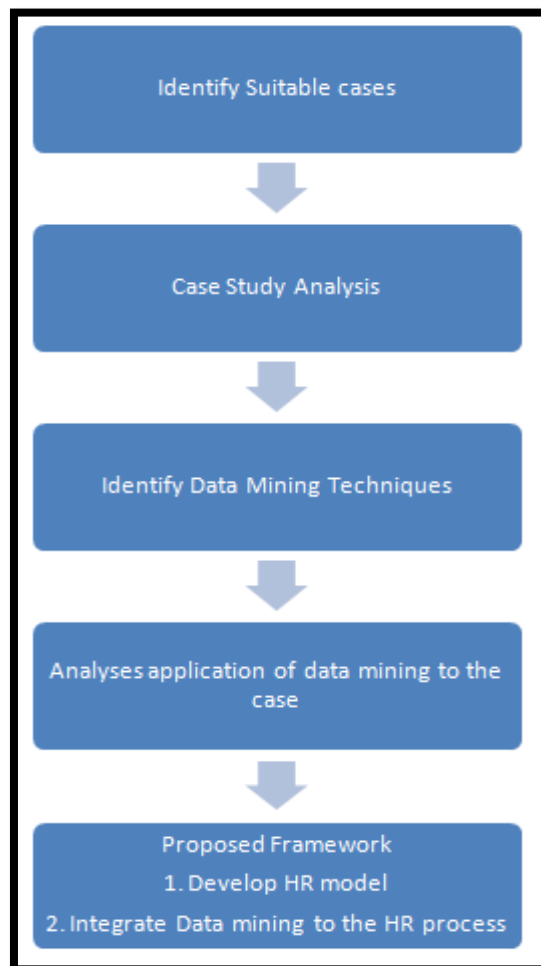 Identify Suitable cases
Case Study Analysis
Identify Data Mining Techniques
Analyses application of data mining to the
case
Proposed Framework
1. Develop HR model
2. Integrate Data mining to the HR process